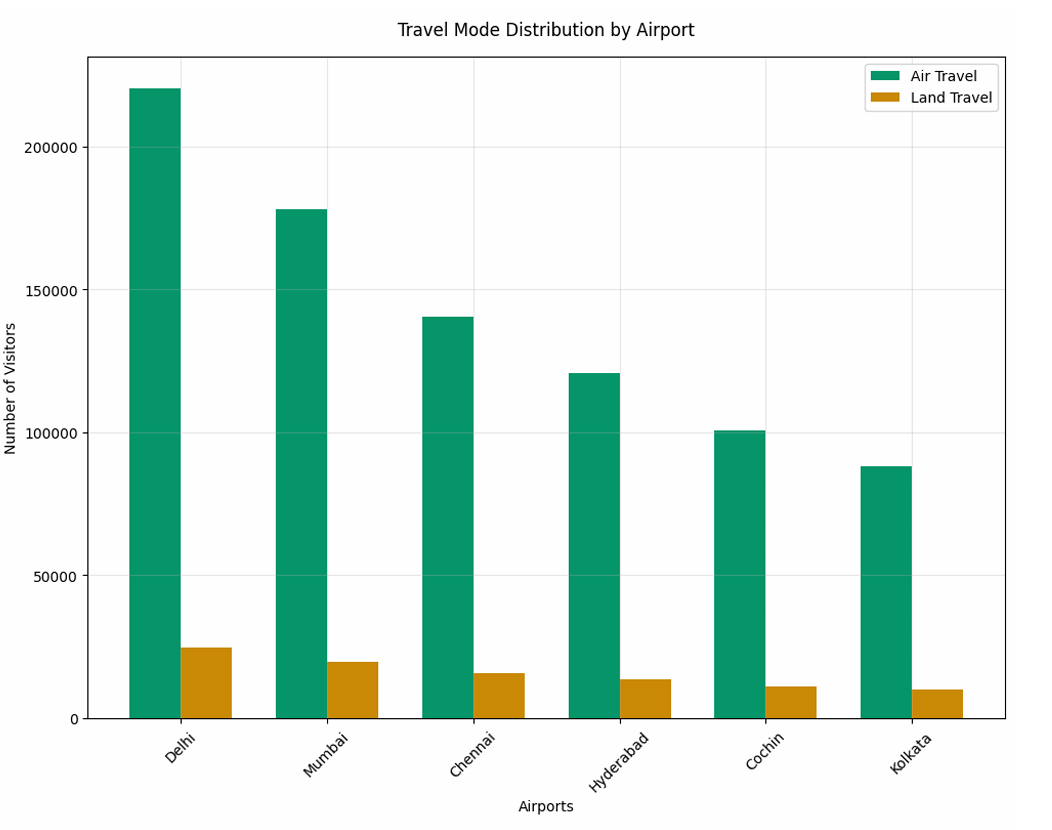 Travel Mode Distribution by Airport
Air Travel
Land Travel
Number of Visitors
200000
150000
100000
50000
0
Delhi
Mumbai
Chennai
Hyderabad
Cochin
Kolkata
Airports